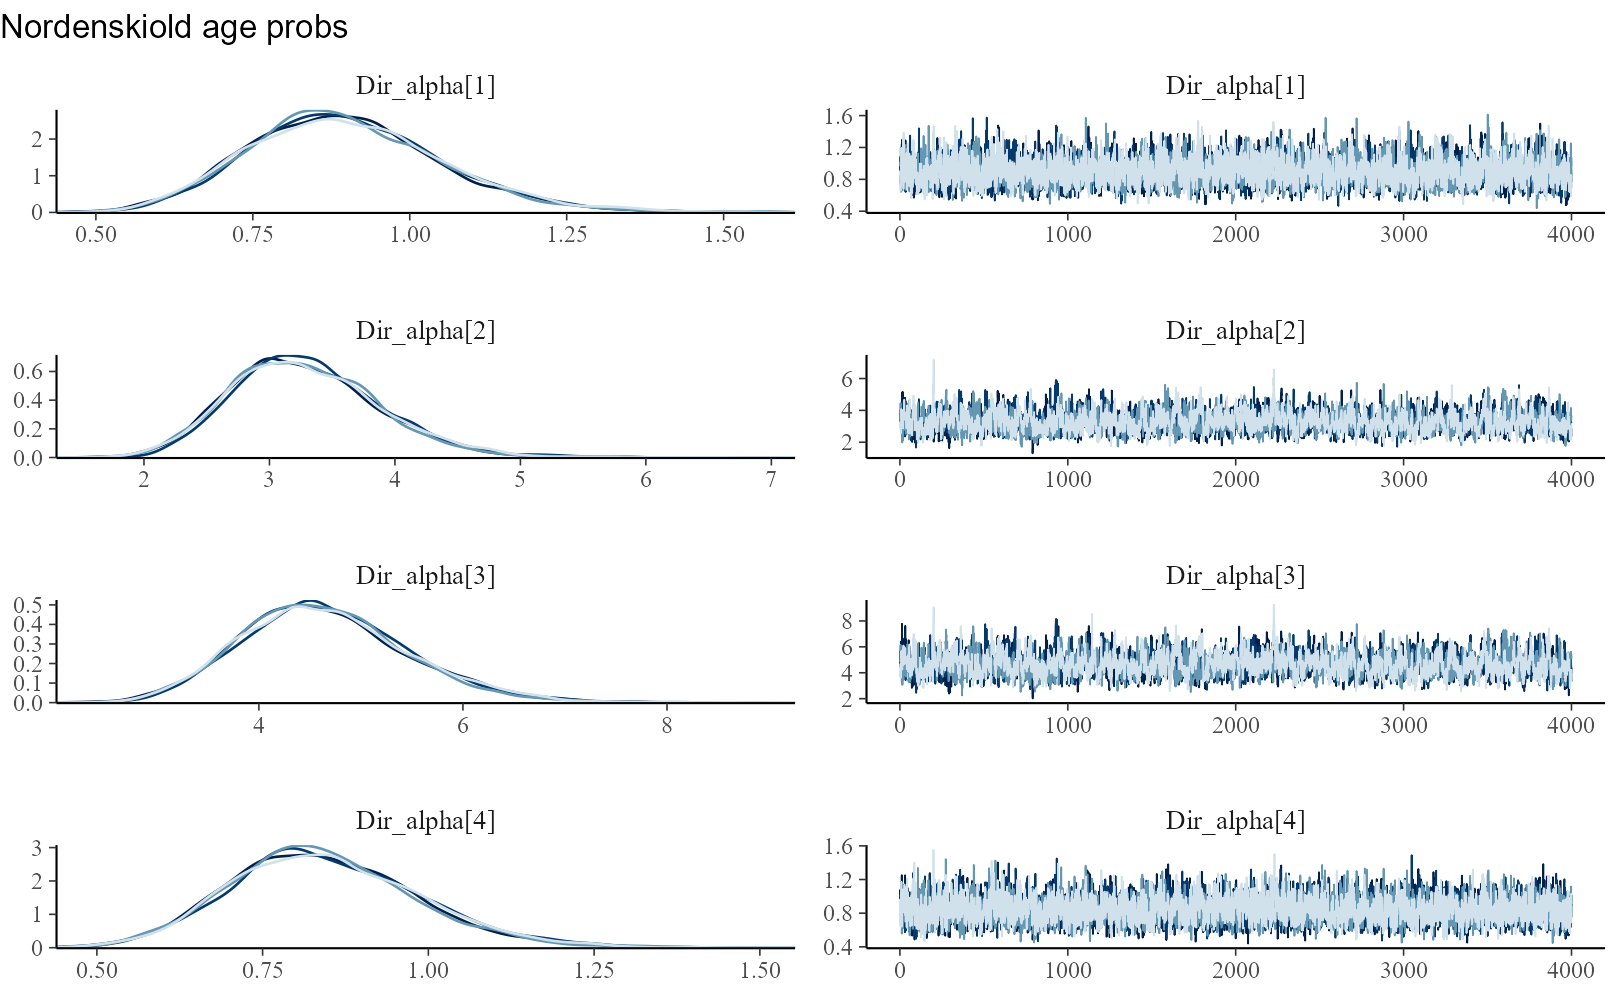 Nordenskiold age probs
Dir_alpha[1] Dir_alpha[1]
2
1
0
0.50 0.75 1.00 1.25 1.50
1.6
1.2
0.8
0.4
0 1000 2000 3000 4000
Dir_alpha[2] Dir_alpha[2]
0.6
0.4
0.2
0.0
2 3 4 5 6 7
6
4
2
0 1000 2000 3000 4000
Dir_alpha[3] Dir_alpha[3]
0.5
0.4
0.3
0.2
0.1
0.0
4 6 8
8
6
4
2
0 1000 2000 3000 4000
Dir_alpha[4] Dir_alpha[4]
3
2
1
0
0.50 0.75 1.00 1.25 1.50
1.6
1.2
0.8
0.4
0 1000 2000 3000 4000